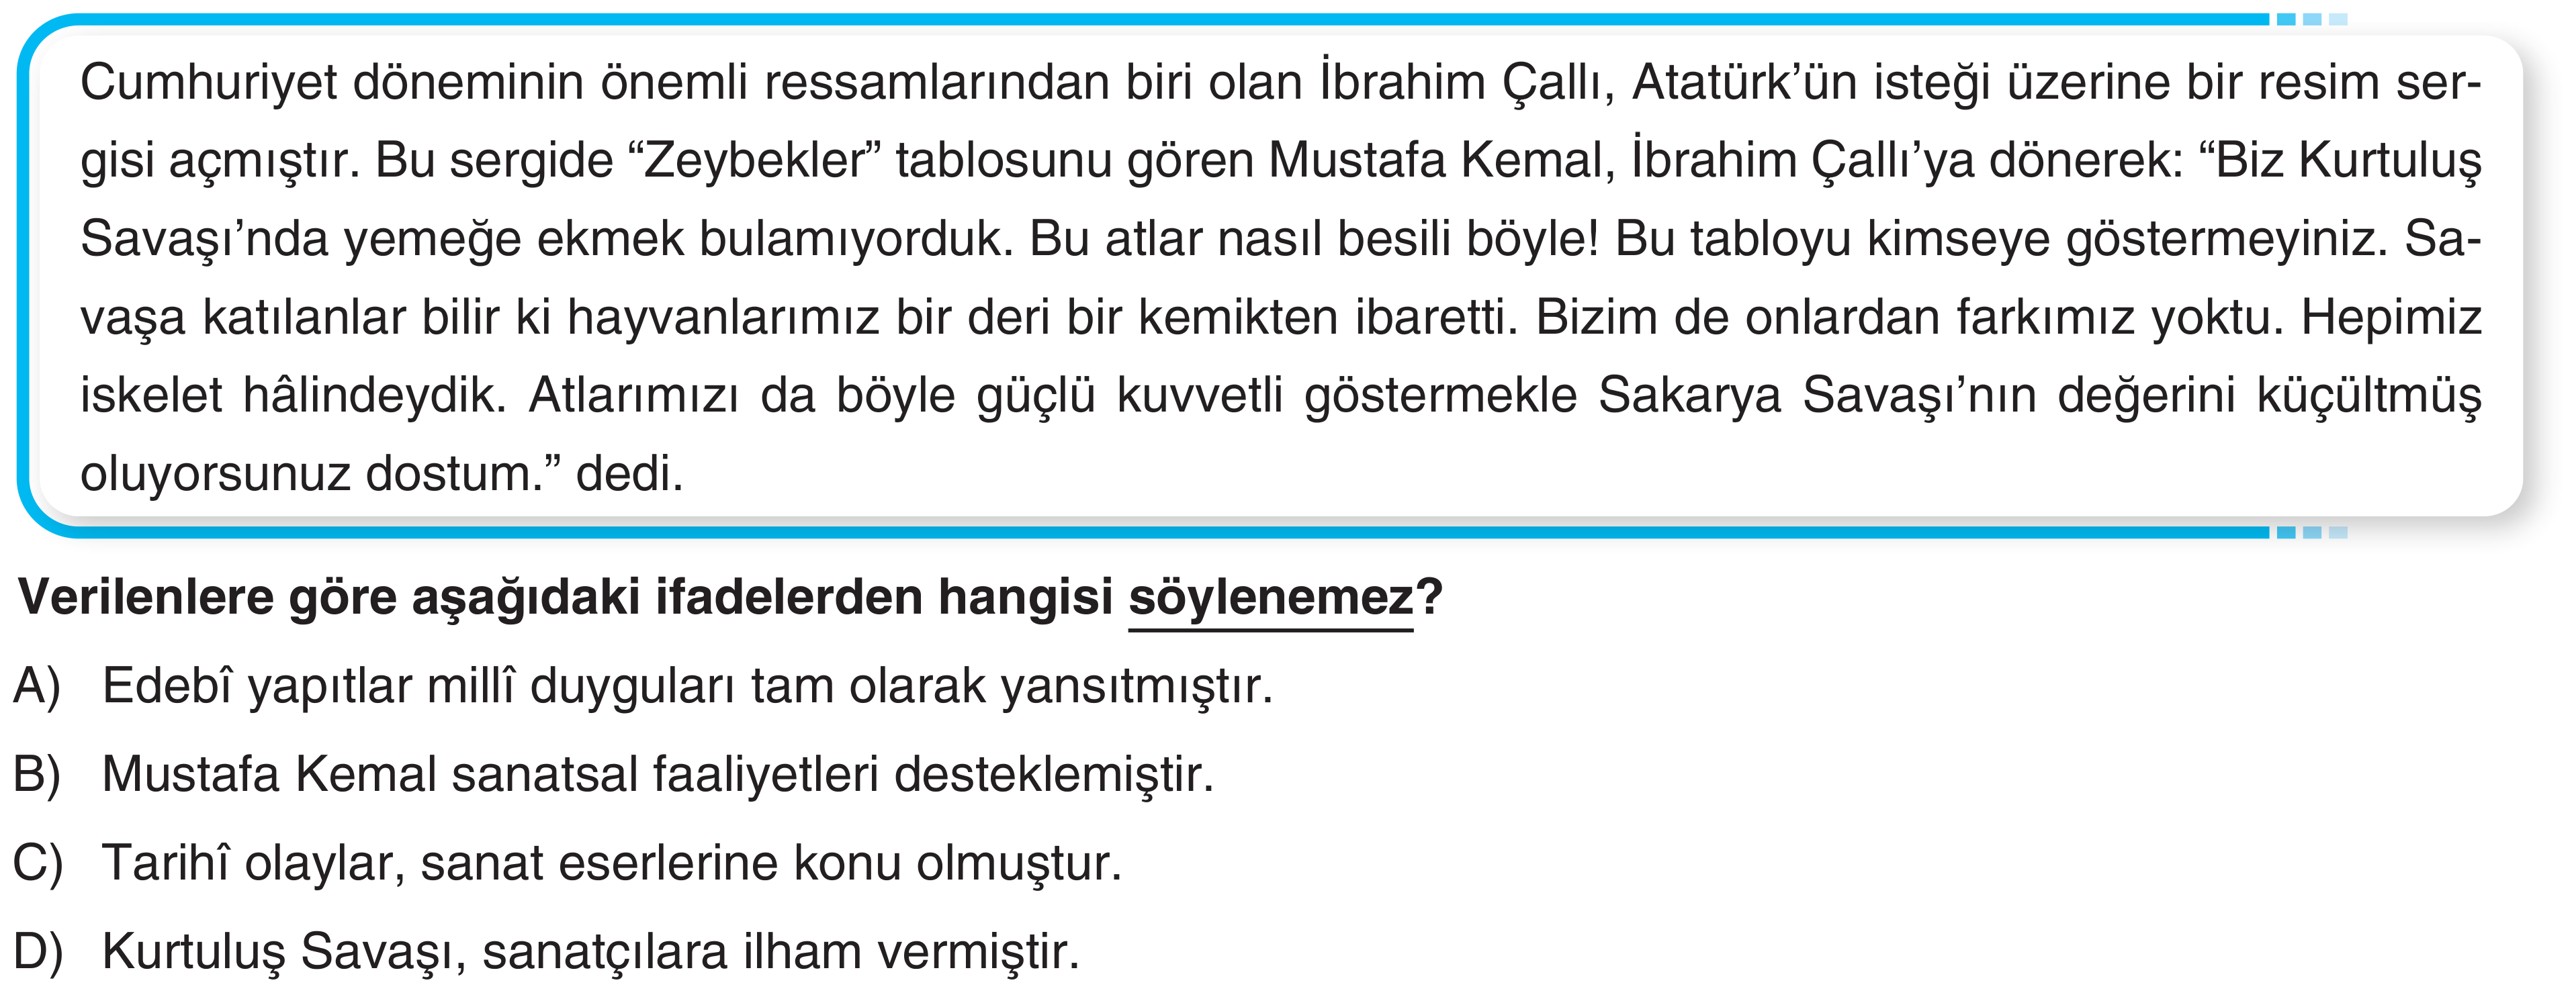 Cumhuriyet döneminin önemli ressamlarından biri olan İbrahim Çallı, Atatürk’ün isteği üzerine bir resim ser-
gisi açmıştır. Bu sergide “Zeybekler” tablosunu gören Mustafa Kemal, İbrahim Çallı’ya dönerek: “Biz Kurtuluş
Savaşı’nda yemeğe ekmek bulamıyorduk. Bu atlar nasıl besili böyle! Bu tabloyu kimseye göstermeyiniz. Sa-
vaşa katılanlar bilir ki hayvanlarımız bir deri bir kemikten ibaretti. Bizim de onlardan farkımız yoktu. Hepimiz
iskelet hâlindeydik. Atlarımızı da böyle güçlü kuvvetli göstermekle Sakarya Savaşı’nın değerini küçültmüş
oluyorsunuz dostum.” dedi.
Verilenlere göre aşağıdaki ifadelerden hangisi söylenemez?
A) Edebî yapıtlar millî duyguları tam olarak yansıtmıştır.
B) Mustafa Kemal sanatsal faaliyetleri desteklemiştir.
C) Tarihî olaylar, sanat eserlerine konu olmuştur.
D) Kurtuluş Savaşı, sanatçılara ilham vermiştir.